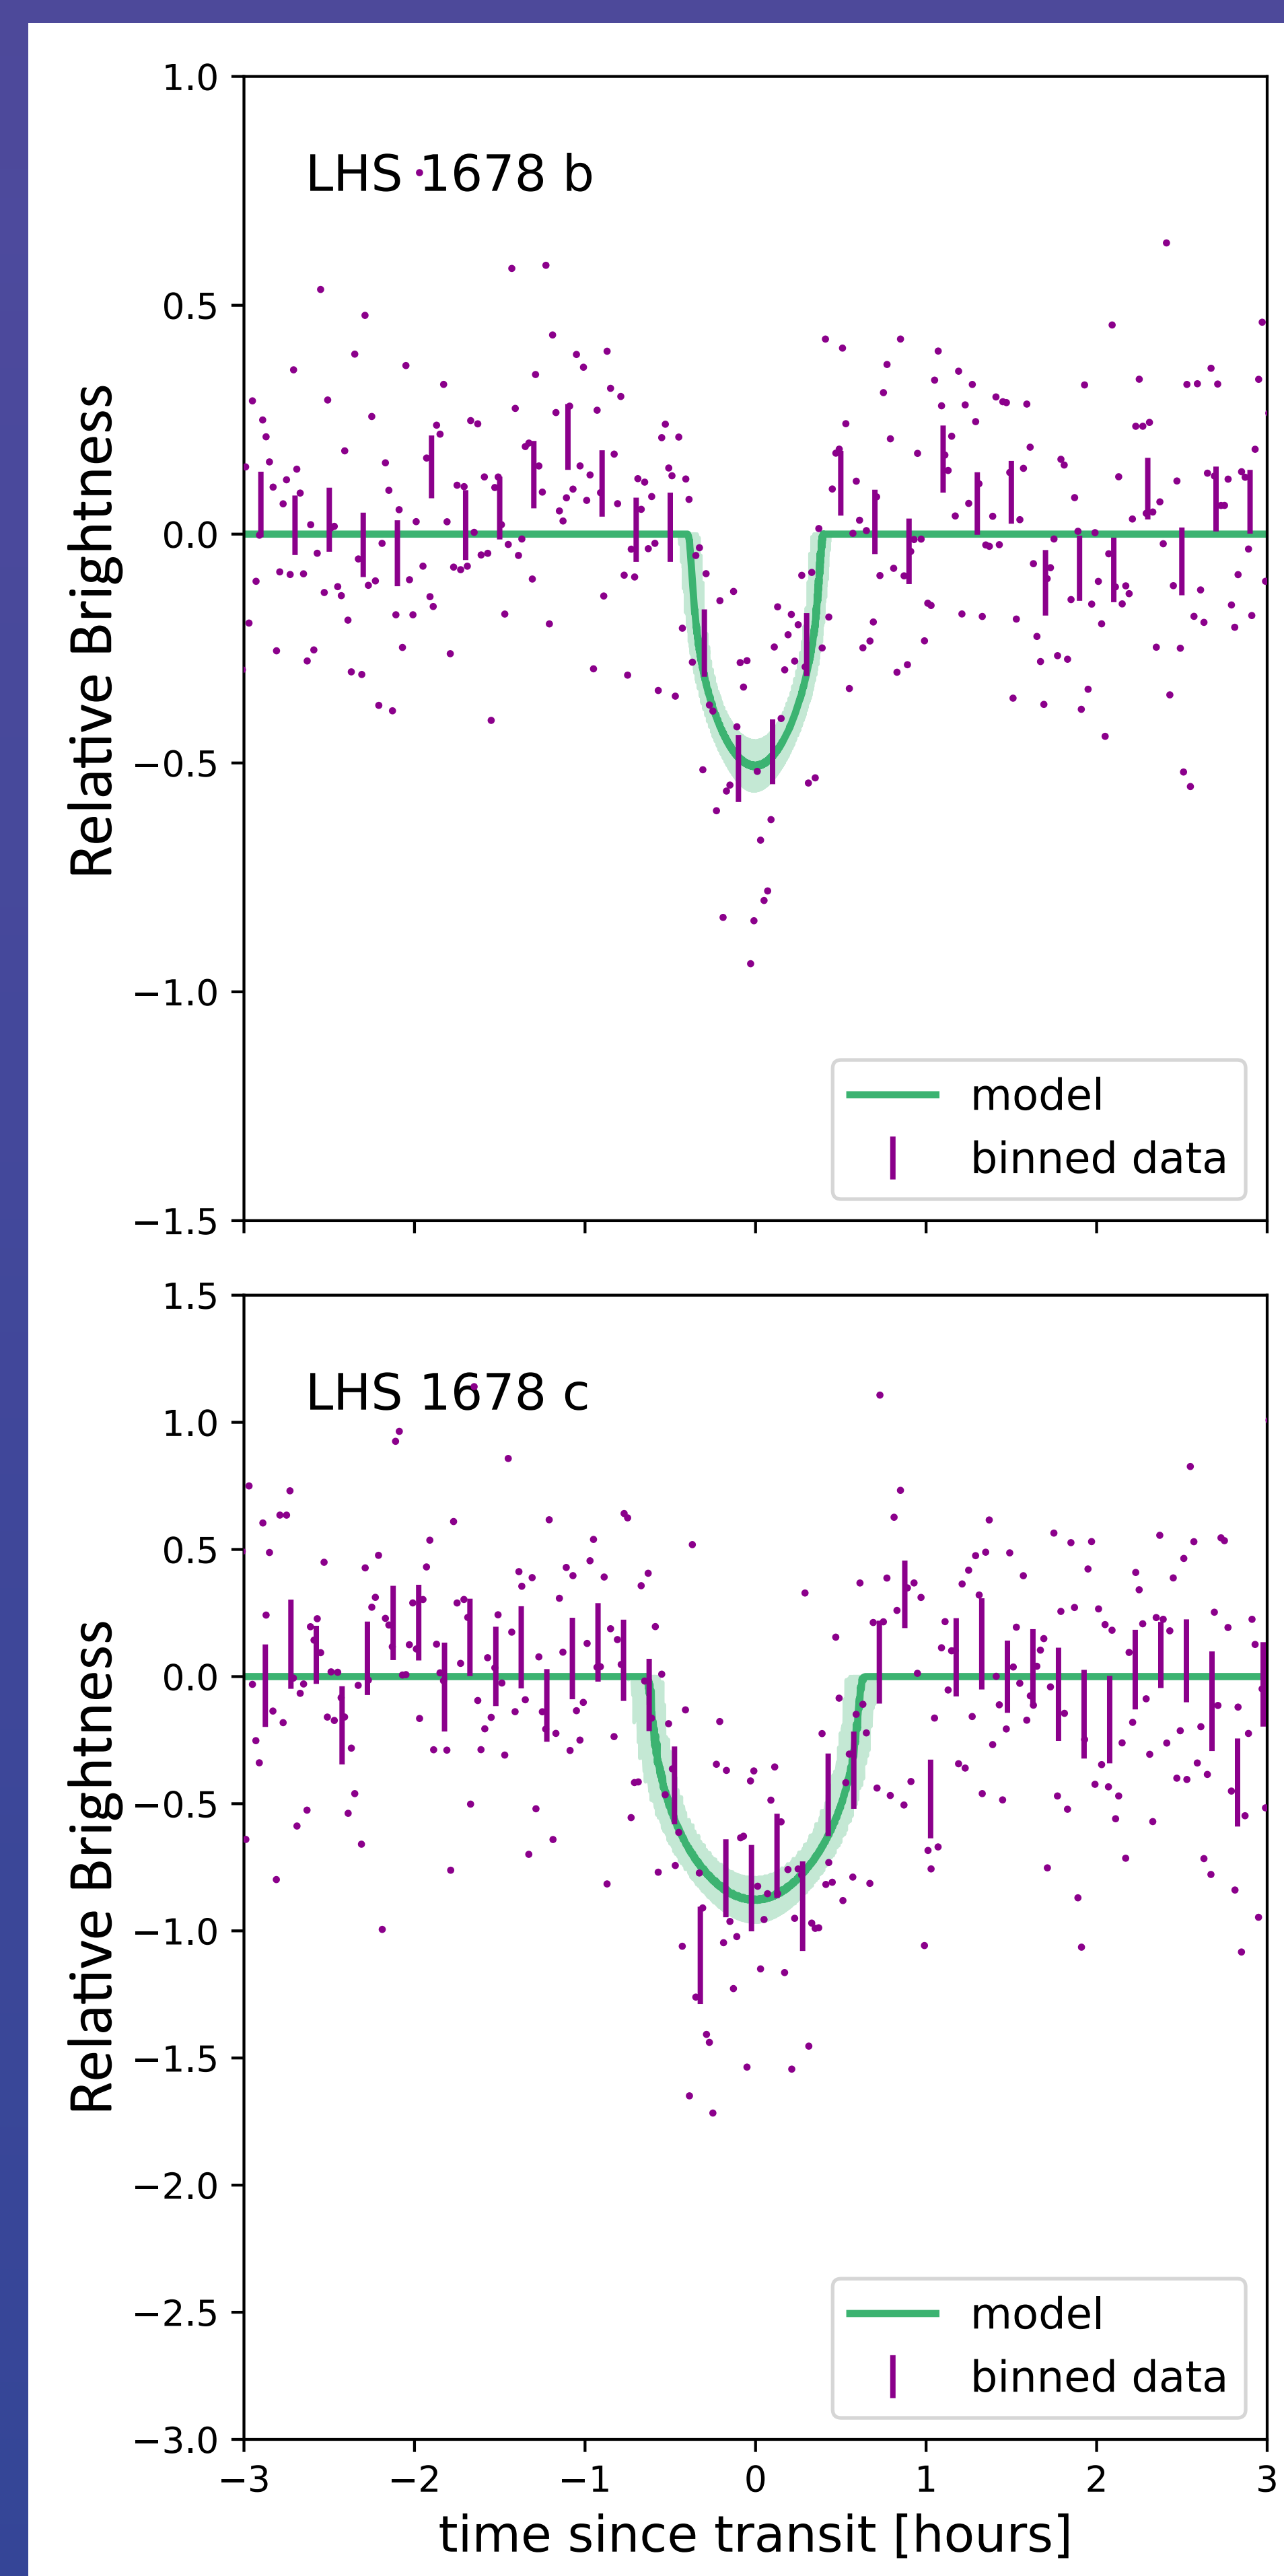 1.0
LHS 1678 b
0.5
0.0
−0.5
−1.0
−1.5
Relative Brightness
model
binned data
1.5
LHS 1678 c
1.0
0.5
0.0
−0.5
−1.0
−1.5
−2.0
−2.5
−3.0
Relative Brightness
model
binned data
−3 −2 −1 0 1 2 3
time since transit [hours]